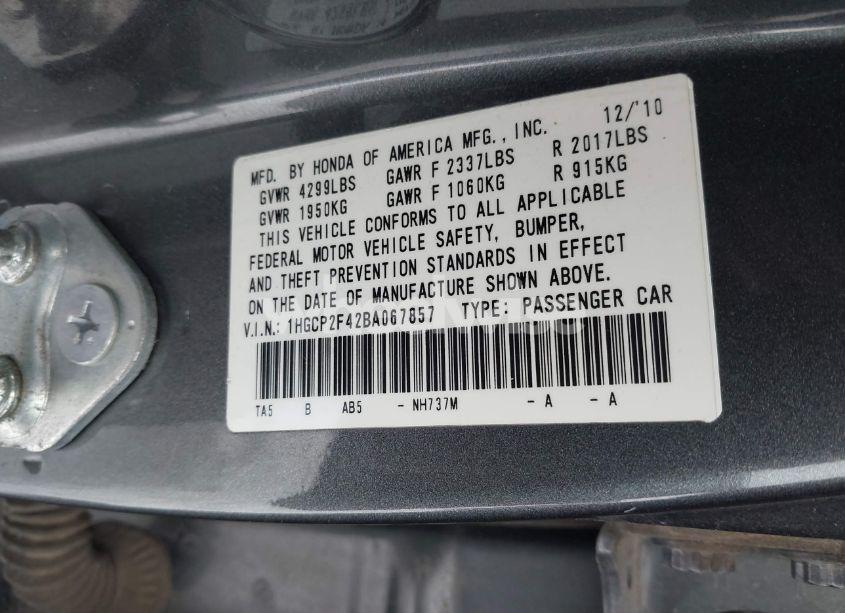 12/'10
MFD. BY HONDA OF AMERICA MFG., INC.
GVWR 4299LBS GAWR F 2337LBS R 2017LBS
GVWR 1950KG GAWR F 1060KG R 915KG
THIS VEHICLE CONFORMS TO ALL APPLICABLE
FEDERAL MOTOR VEHICLE SAFETY, BUMPER,
AND THEFT PREVENTION STANDARDS IN EFFECT
ON THE DATE OF MANUFACTURE SHOWN ABOVE.
V.I.N.: 1HGCP2F42BA067857 TYPE: PASSENGER CAR
TA5 B AB5 - NH737M - A - A